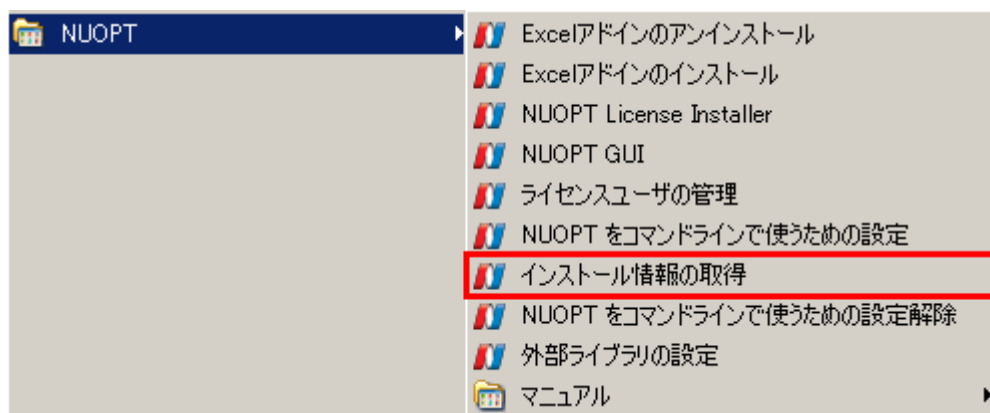 NUOPT
Excelアドインのアンインストール
Excelアドインのインストール
NUOPT License Installer
NUOPT GUI
ライセンスユーザの管理
NUOPT をコマンドラインで使うための設定
インストール情報の取得
NUOPT をコマンドラインで使うための設定解除
外部ライブラリの設定
マニュアル